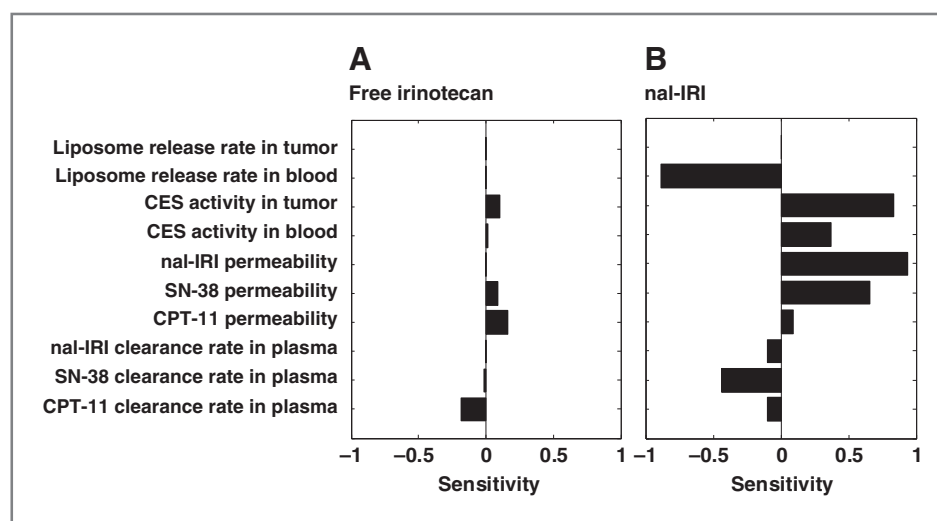 A
B
Free irinotecan
nal-IRI
Liposome release rate in tumor
Liposome release rate in blood
CES activity in tumor
CES activity in blood
nal-IRI permeability
SN-38 permeability
CPT-11 permeability
nal-IRI clearance rate in plasma
SN-38 clearance rate in plasma
CPT-11 clearance rate in plasma
−1 −0.5 0 0.5 1
−1 −0.5 0 0.5 1
Sensitivity
Sensitivity